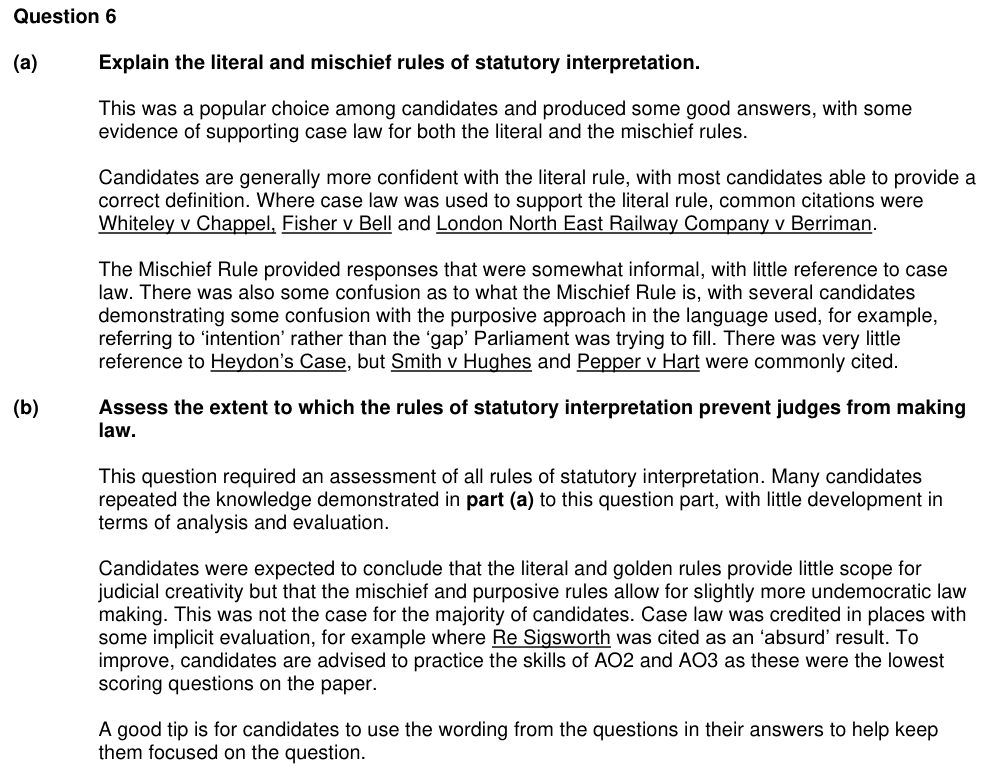 Question 6
(a) Explain the literal and mischief rules of statutory interpretation.
This was a popular choice among candidates and produced some good answers, with some
evidence of supporting case law for both the literal and the mischief rules.
Candidates are generally more confident with the literal rule, with most candidates able to provide a
correct definition. Where case law was used to support the literal rule, common citations were
Whiteley v Chappel, Fisher v Bell and London North East Railway Company v Berriman.
The Mischief Rule provided responses that were somewhat informal, with little reference to case
law. There was also some confusion as to what the Mischief Rule is, with several candidates
demonstrating some confusion with the purposive approach in the language used, for example,
referring to ‘intention’ rather than the ‘gap’ Parliament was trying to fill. There was very little
reference to Heydon’s Case, but Smith v Hughes and Pepper v Hart were commonly cited.
(b) Assess the extent to which the rules of statutory interpretation prevent judges from making
law.
This question required an assessment of all rules of statutory interpretation. Many candidates
repeated the knowledge demonstrated in part (a) to this question part, with little development in
terms of analysis and evaluation.
Candidates were expected to conclude that the literal and golden rules provide little scope for
judicial creativity but that the mischief and purposive rules allow for slightly more undemocratic law
making. This was not the case for the majority of candidates. Case law was credited in places with
some implicit evaluation, for example where Re Sigsworth was cited as an ‘absurd’ result. To
improve, candidates are advised to practice the skills of AO2 and AO3 as these were the lowest
scoring questions on the paper.
A good tip is for candidates to use the wording from the questions in their answers to help keep
them focused on the question.